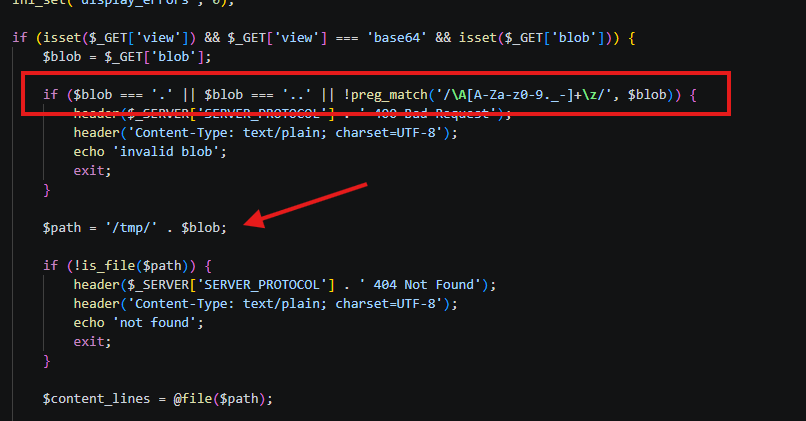 ini_set('display_errors', 0);
if (isset($_GET['view']) && $_GET['view'] === 'base64' && isset($_GET['blob'])) {
$blob = $_GET['blob'];
if ($blob === '.' || $blob === '..' || !preg_match('/\A[A-Za-z0-9._-]+\z/', $blob)) {
header($_SERVER['SERVER_PROTOCOL'] . ' 400 Bad Request');
header('Content-Type: text/plain; charset=UTF-8');
echo 'invalid blob';
exit;
}
$path = '/tmp/' . $blob;
if (!is_file($path)) {
header($_SERVER['SERVER_PROTOCOL'] . ' 404 Not Found');
header('Content-Type: text/plain; charset=UTF-8');
echo 'not found';
exit;
}
$content_lines = @file($path);